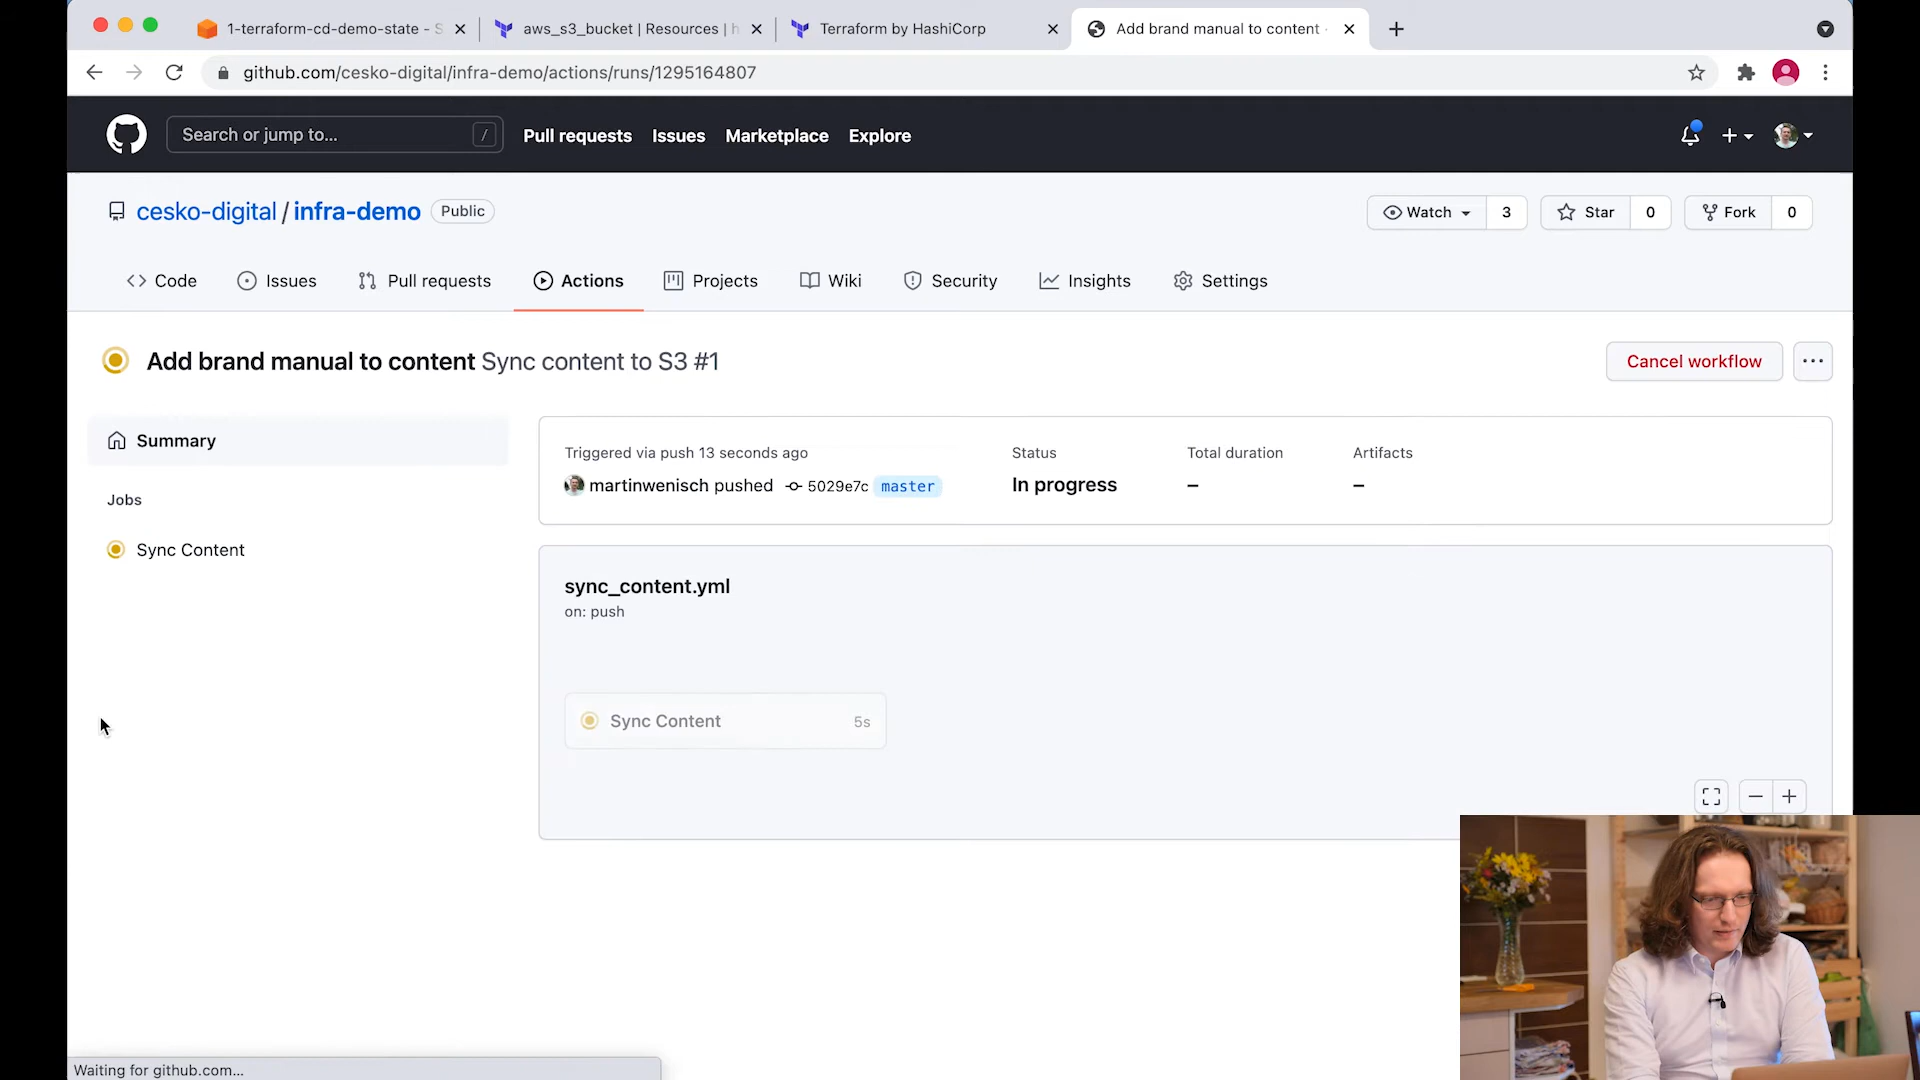 1-terraform-cd-demo-state - S
aws_s3_bucket | Resources | h
Terraform by HashiCorp
Add brand manual to content ·
github.com/cesko-digital/infra-demo/actions/runs/1295164807
Search or jump to...
/
Pull requests
Issues
Marketplace
Explore
cesko-digital / infra-demo
Public
Watch
3
Star
0
Fork
0
Code
Issues
Pull requests
Actions
Projects
Wiki
Security
Insights
Settings
Add brand manual to content Sync content to S3 #1
Cancel workflow
Summary
Jobs
Sync Content
Triggered via push 13 seconds ago
martinwenisch pushed 5029e7c master
Status
In progress
Total duration
–
Artifacts
–
sync_content.yml
on: push
Sync Content
5s
Waiting for github.com...